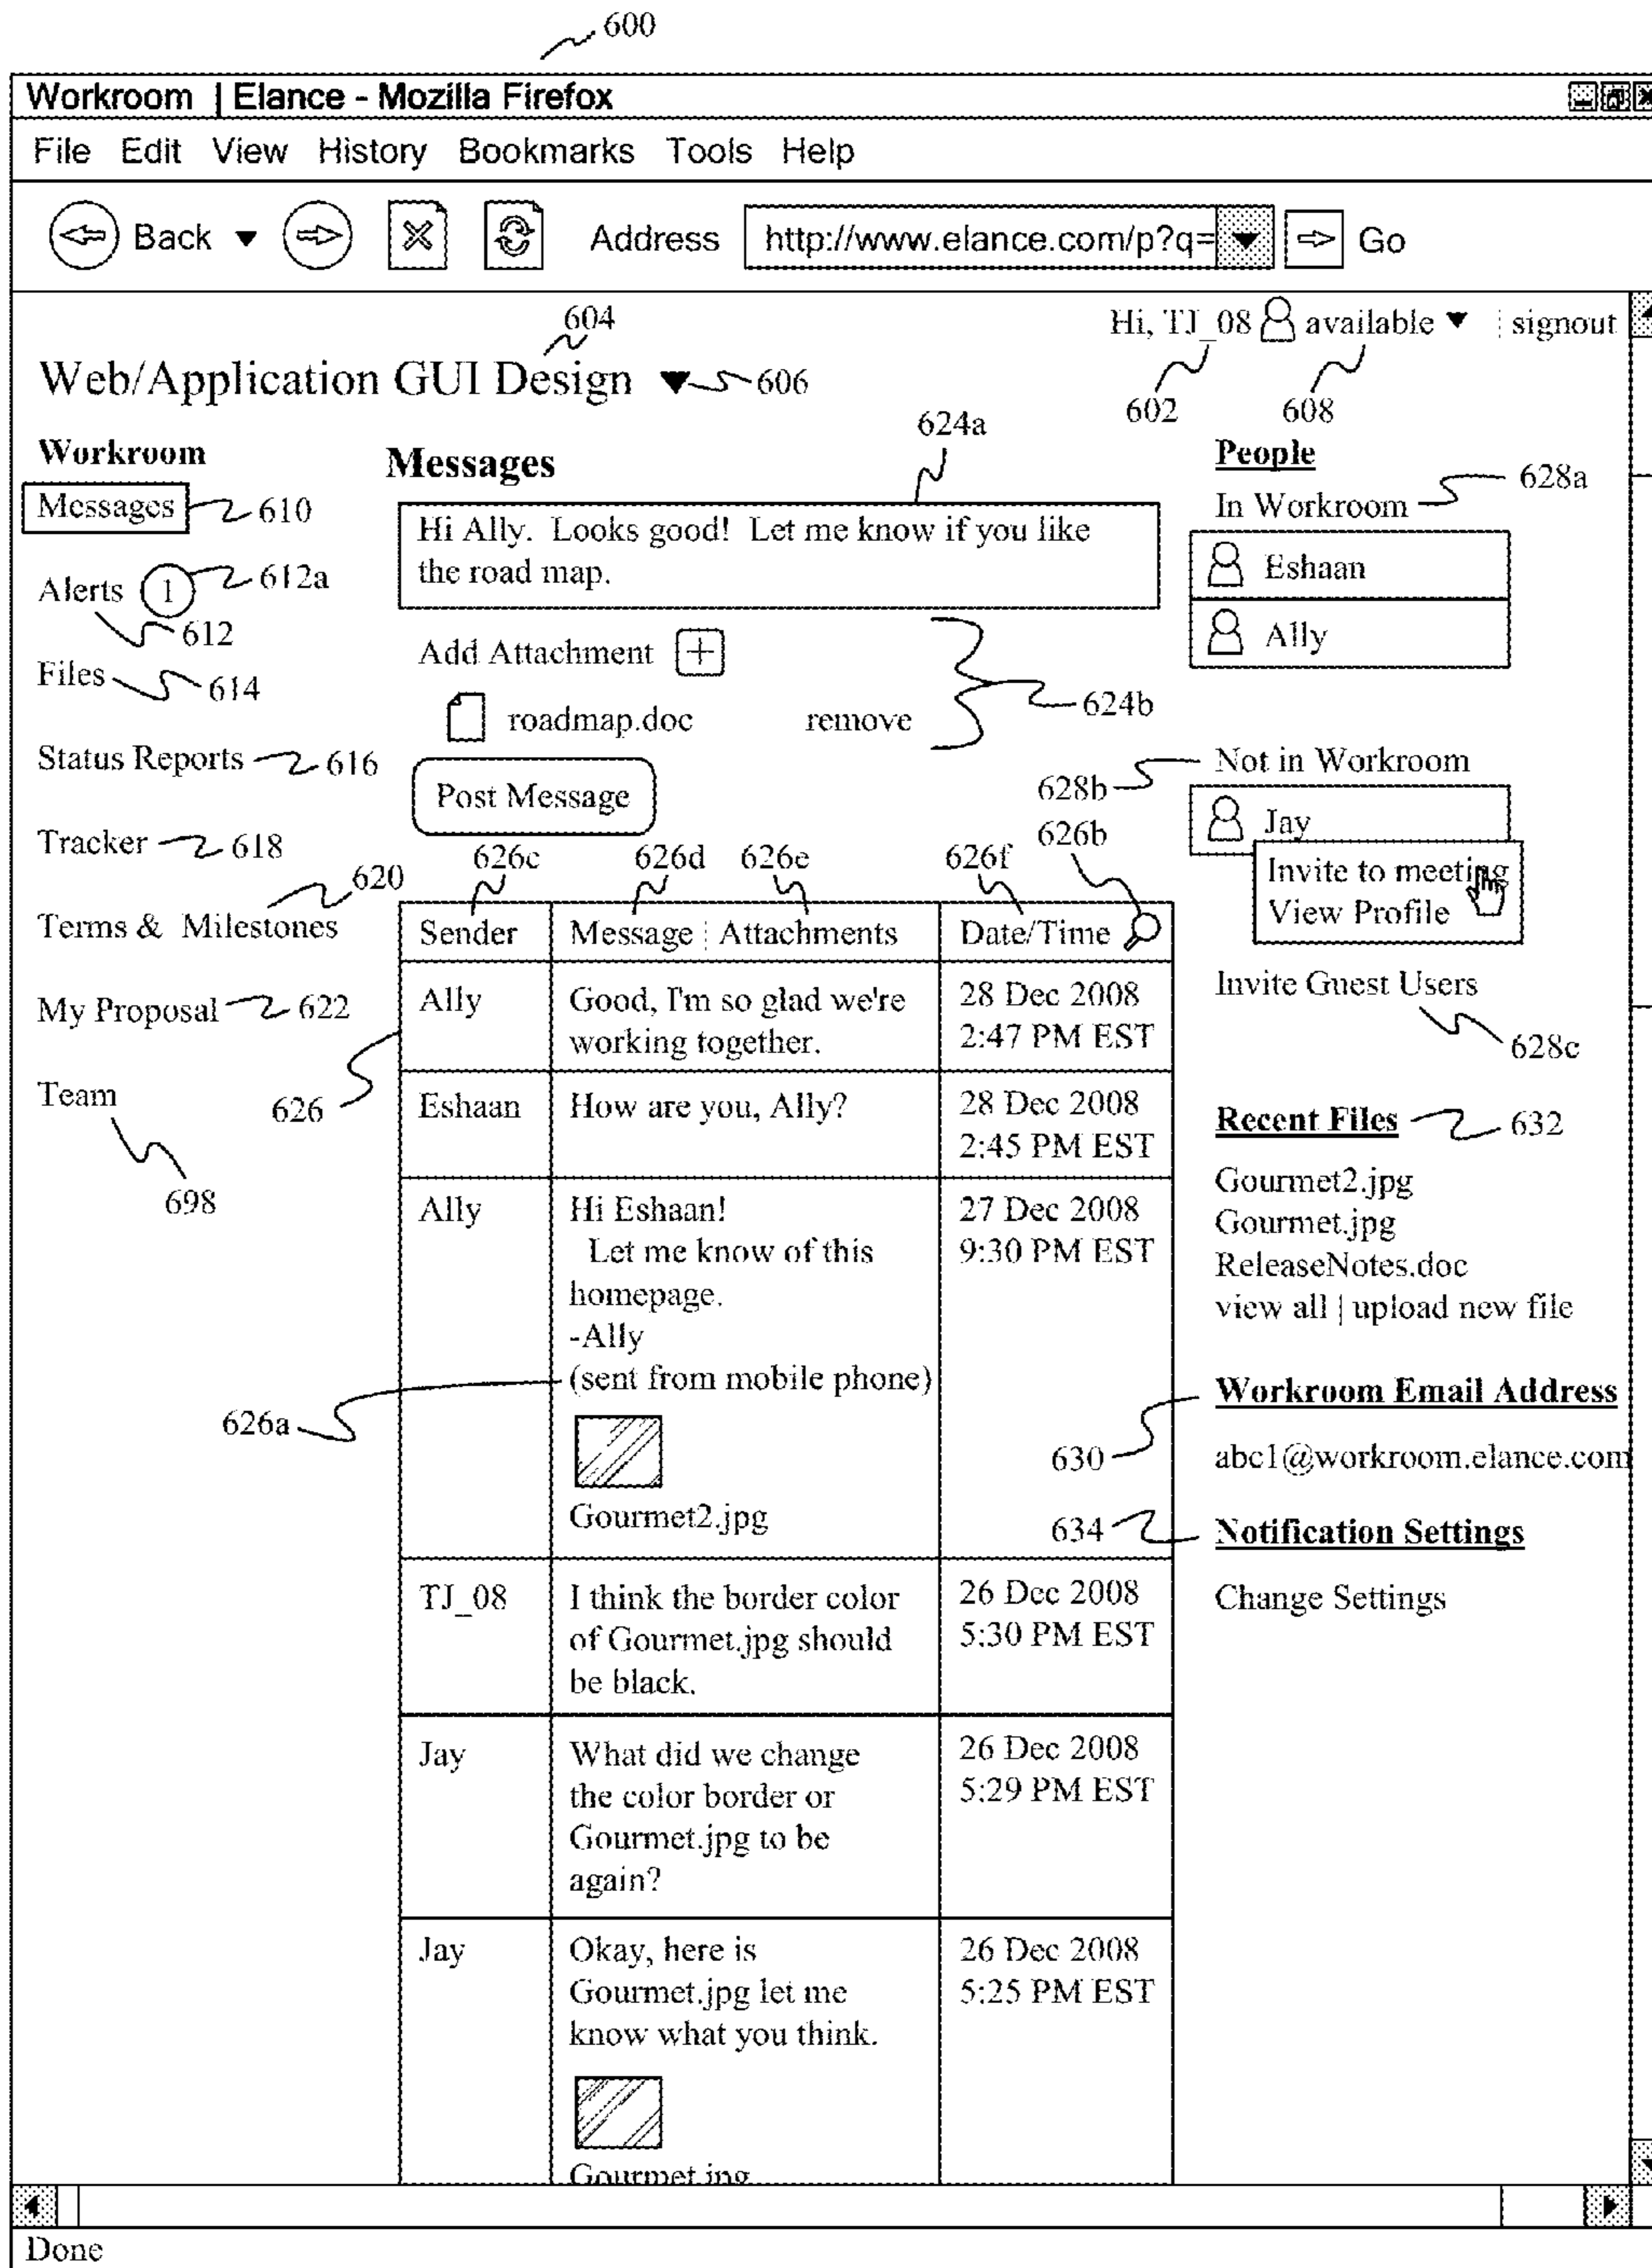 600
Workroom | Elance - Mozilla Firefox
File Edit View History Bookmarks Tools Help
Back Address http://www.elance.com/p?q= Go
Hi, TJ_08 available signout
604
Web/Application GUI Design 606
602 608
Workroom
Messages 610
Alerts 1 612a
612
Files 614
Status Reports 616
Tracker 618
620
Terms & Milestones
My Proposal 622
Team
698
Messages
624a
Hi Ally. Looks good! Let me know if you like
the road map.
Add Attachment +
roadmap.doc remove
624b
Post Message
626c 626d 626e 626f 626b
Sender Message Attachments Date/Time
626
Ally Good, I'm so glad we're 28 Dec 2008
working together. 2:47 PM EST
Eshaan How are you, Ally? 28 Dec 2008
2:45 PM EST
Ally Hi Eshaan! 27 Dec 2008
Let me know of this 9:30 PM EST
homepage.
-Ally
(sent from mobile phone)
626a
Gourmet2.jpg
TJ_08 I think the border color 26 Dec 2008
of Gourmet.jpg should 5:30 PM EST
be black.
Jay What did we change 26 Dec 2008
the color border or 5:29 PM EST
Gourmet.jpg to be
again?
Jay Okay, here is 26 Dec 2008
Gourmet.jpg let me 5:25 PM EST
know what you think.
Gourmet.jpg
People
628a
In Workroom
Eshaan
Ally
Not in Workroom
628b
Jay
Invite to meeting
View Profile
Invite Guest Users
628c
Recent Files 632
Gourmet2.jpg
Gourmet.jpg
ReleaseNotes.doc
view all | upload new file
Workroom Email Address
630
abc1@workroom.elance.com
634
Notification Settings
Change Settings
Done